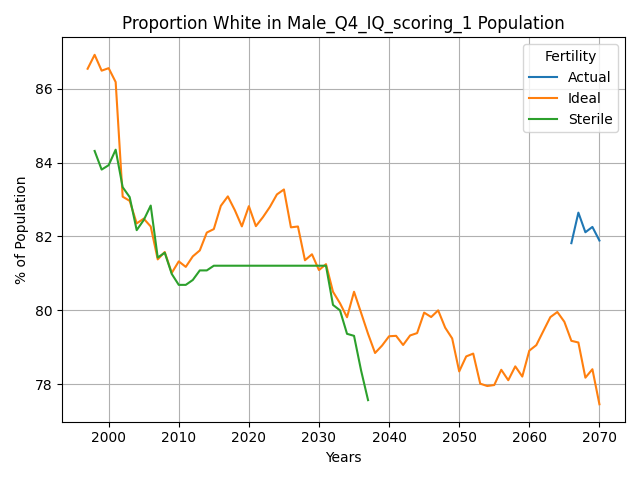 Proportion White in Male_Q4_IQ_scoring_1 Population
Fertility
Actual
Ideal
Sterile
% of Population
86
84
82
80
78
2000 2010 2020 2030 2040 2050 2060 2070
Years